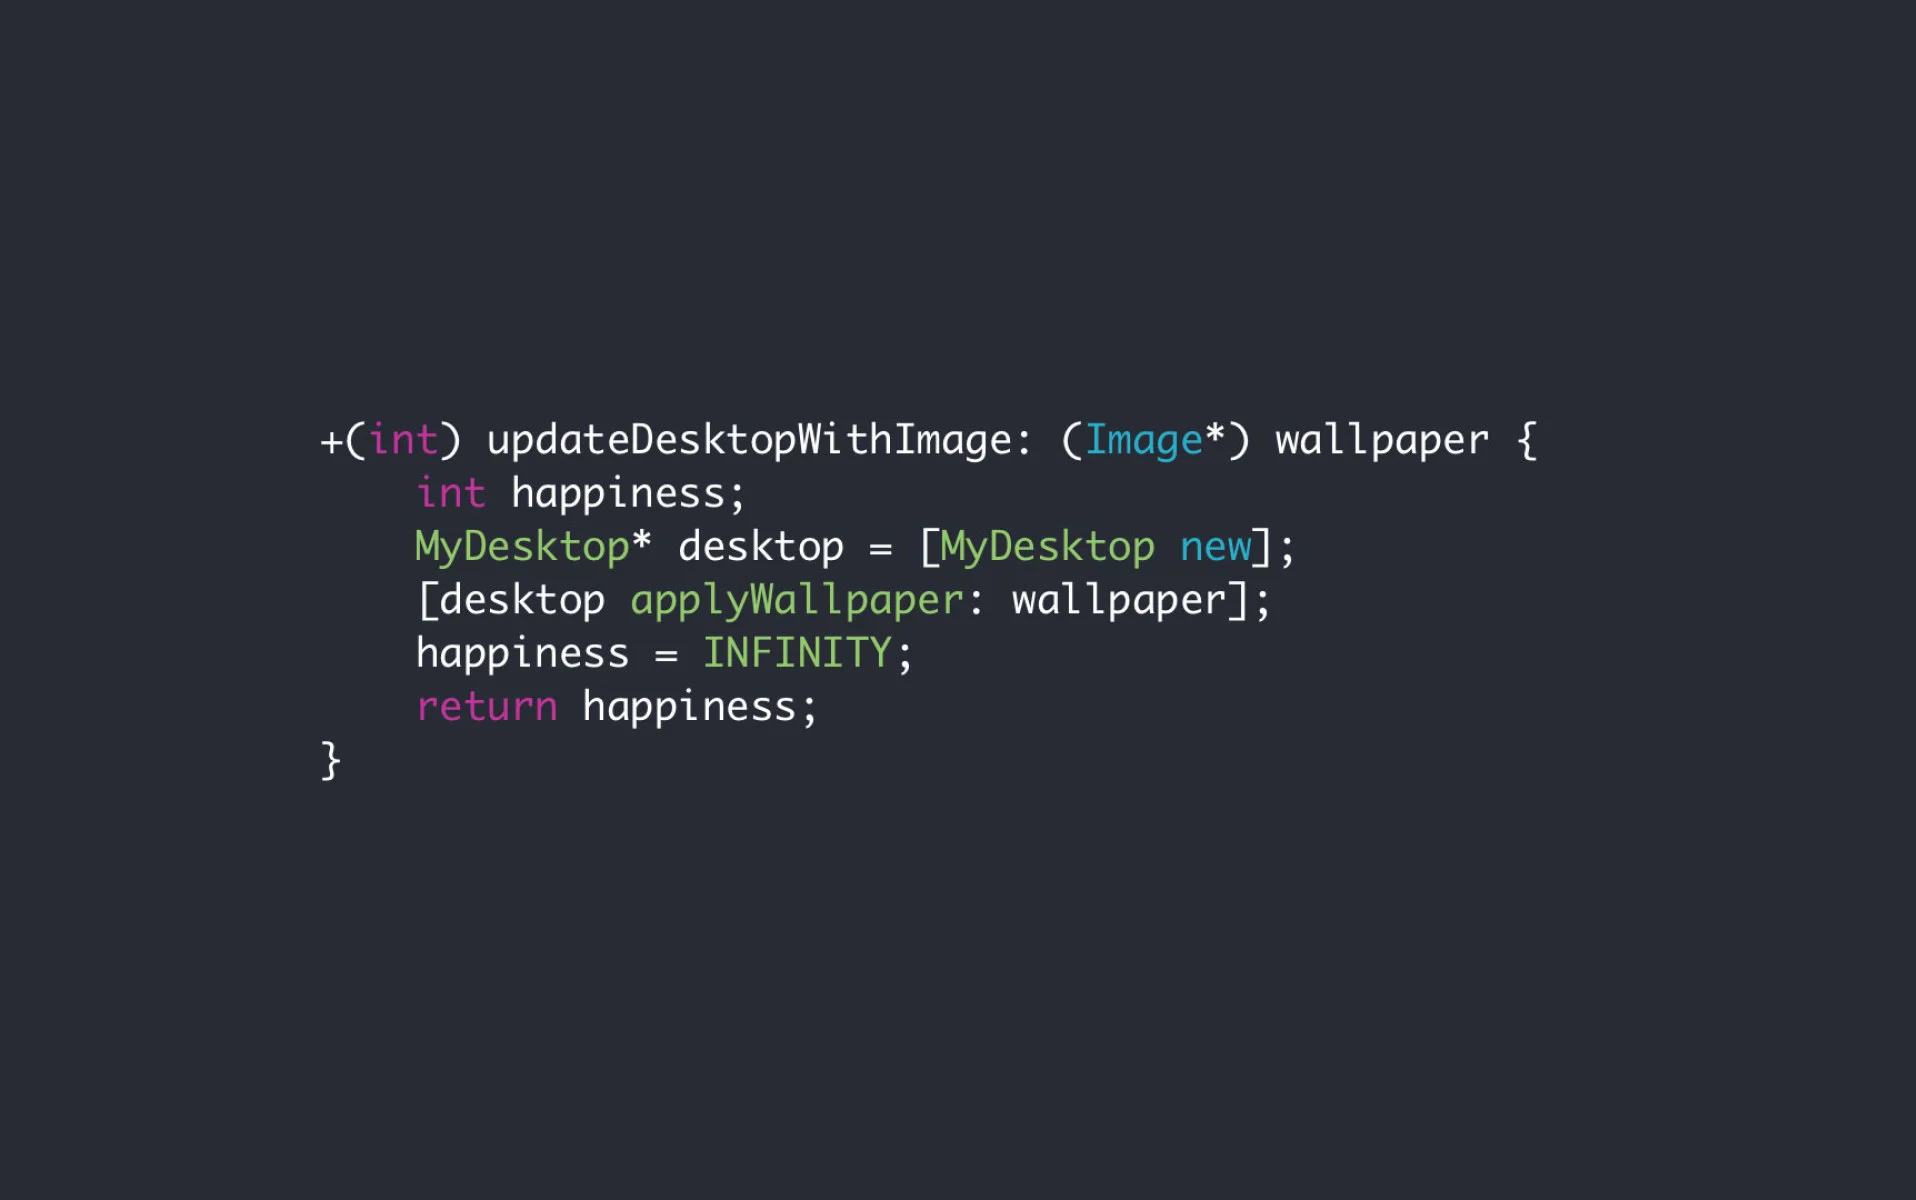 +(int) updateDesktopWithImage: (Image*) wallpaper {
    int happiness;
    MyDesktop* desktop = [MyDesktop new];
    [desktop applyWallpaper: wallpaper];
    happiness = INFINITY;
    return happiness;
}